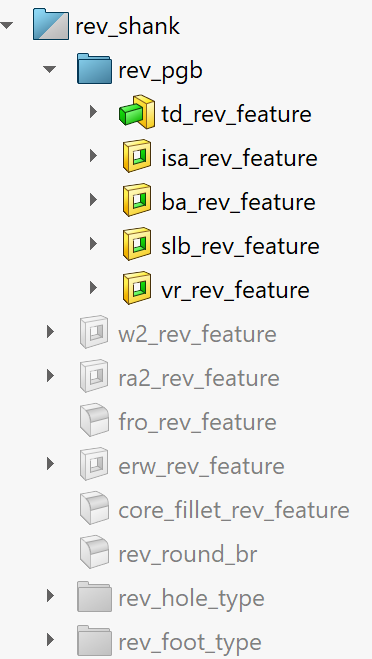 rev_shank
rev_pgb
td_rev_feature
isa_rev_feature
ba_rev_feature
slb_rev_feature
vr_rev_feature
w2_rev_feature
ra2_rev_feature
fro_rev_feature
erw_rev_feature
core_fillet_rev_feature
rev_round_br
rev_hole_type
rev_foot_type